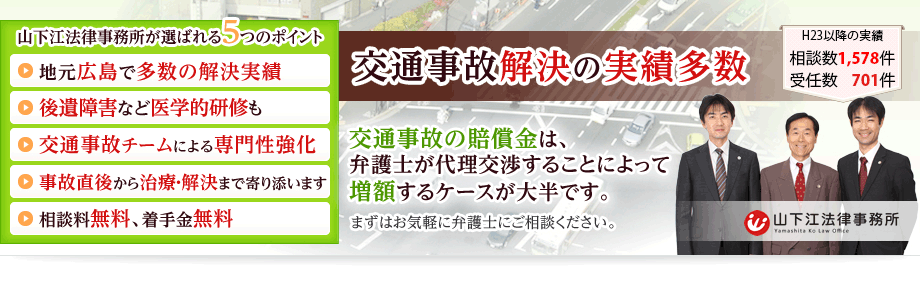 山下江法律事務所が選ばれる5つのポイント
地元広島で多数の解決実績
後遺障害など医学的研修も
交通事故チームによる専門性強化
事故直後から治療・解決まで寄り添います
相談料無料、着手金無料
交通事故解決の実績多数
H23以降の実績
相談数1,578件
受任数 701件
交通事故の賠償金は、
弁護士が代理交渉することによって
増額するケースが大半です。
まずはお気軽に弁護士にご相談ください。
山下江法律事務所
Yamashita Ko Law Office